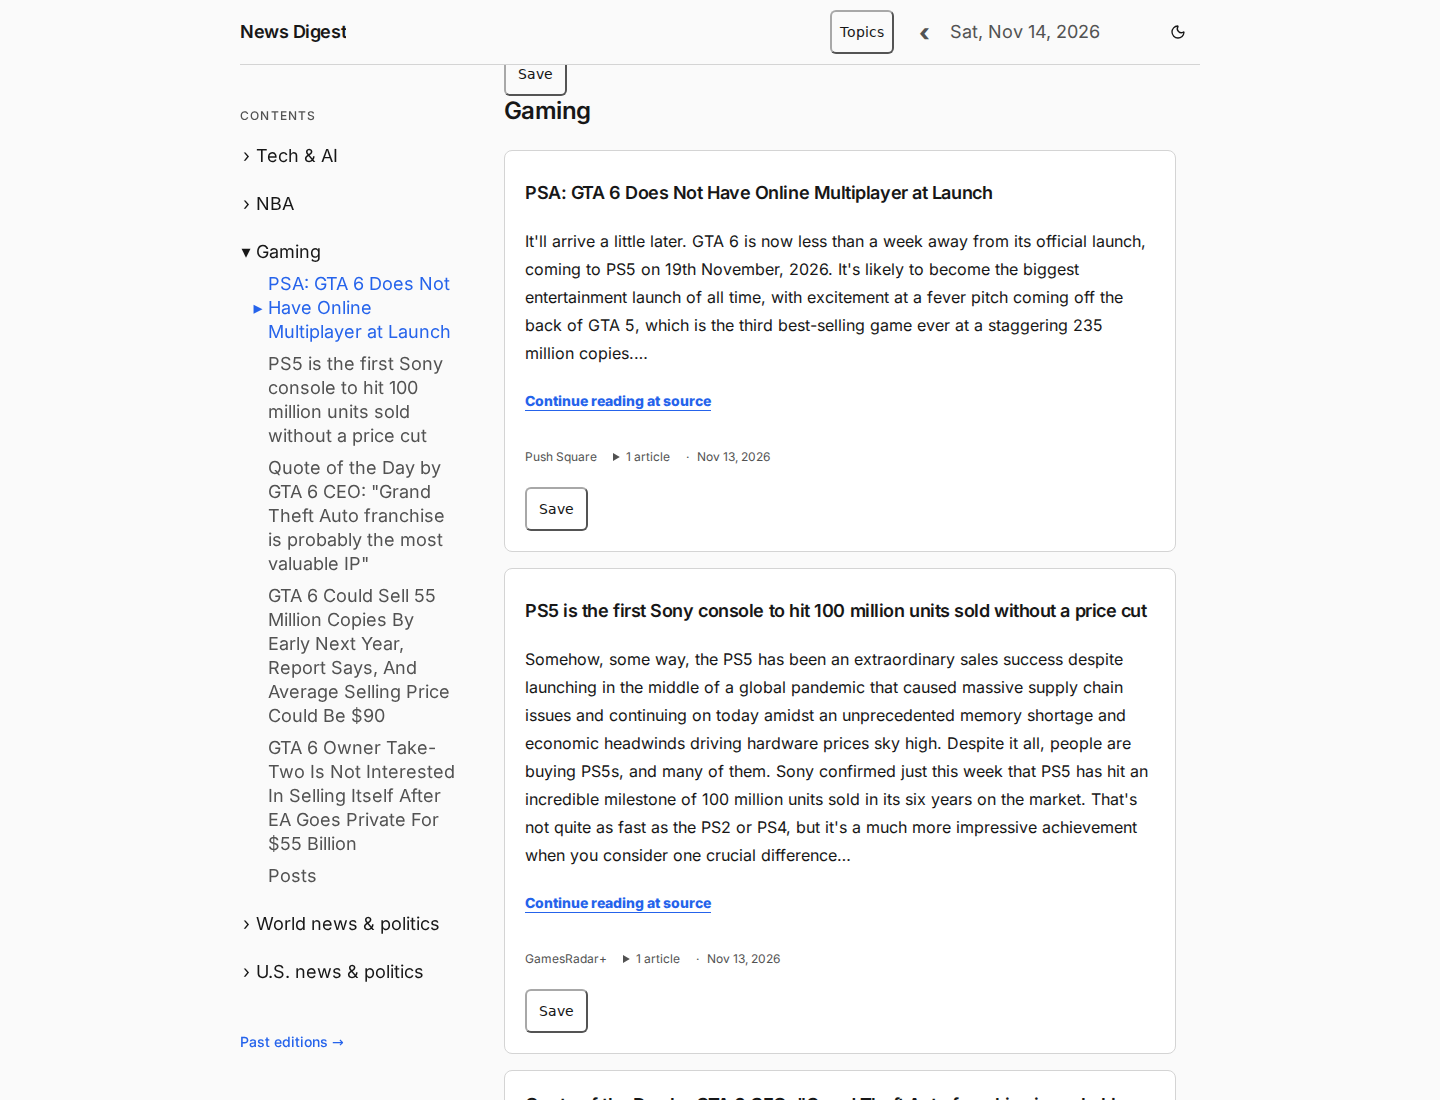 News Digest
Topics
‹
Sat, Nov 14, 2026
CONTENTS
› Tech & AI
› NBA
▾ Gaming
PSA: GTA 6 Does Not
▸ Have Online
Multiplayer at Launch
PS5 is the first Sony
console to hit 100
million units sold
without a price cut
Quote of the Day by
GTA 6 CEO: "Grand
Theft Auto franchise
is probably the most
valuable IP"
GTA 6 Could Sell 55
Million Copies By
Early Next Year,
Report Says, And
Average Selling Price
Could Be $90
GTA 6 Owner Take-
Two Is Not Interested
In Selling Itself After
EA Goes Private For
$55 Billion
Posts
› World news & politics
› U.S. news & politics
Past editions →
Save
Gaming
PSA: GTA 6 Does Not Have Online Multiplayer at Launch
It'll arrive a little later. GTA 6 is now less than a week away from its official launch,
coming to PS5 on 19th November, 2026. It's likely to become the biggest
entertainment launch of all time, with excitement at a fever pitch coming off the
back of GTA 5, which is the third best-selling game ever at a staggering 235
million copies....
Continue reading at source
Push Square ▶ 1 article · Nov 13, 2026
Save
PS5 is the first Sony console to hit 100 million units sold without a price cut
Somehow, some way, the PS5 has been an extraordinary sales success despite
launching in the middle of a global pandemic that caused massive supply chain
issues and continuing on today amidst an unprecedented memory shortage and
economic headwinds driving hardware prices sky high. Despite it all, people are
buying PS5s, and many of them. Sony confirmed just this week that PS5 has hit an
incredible milestone of 100 million units sold in its six years on the market. That's
not quite as fast as the PS2 or PS4, but it's a much more impressive achievement
when you consider one crucial difference...
Continue reading at source
GamesRadar+ ▶ 1 article · Nov 13, 2026
Save